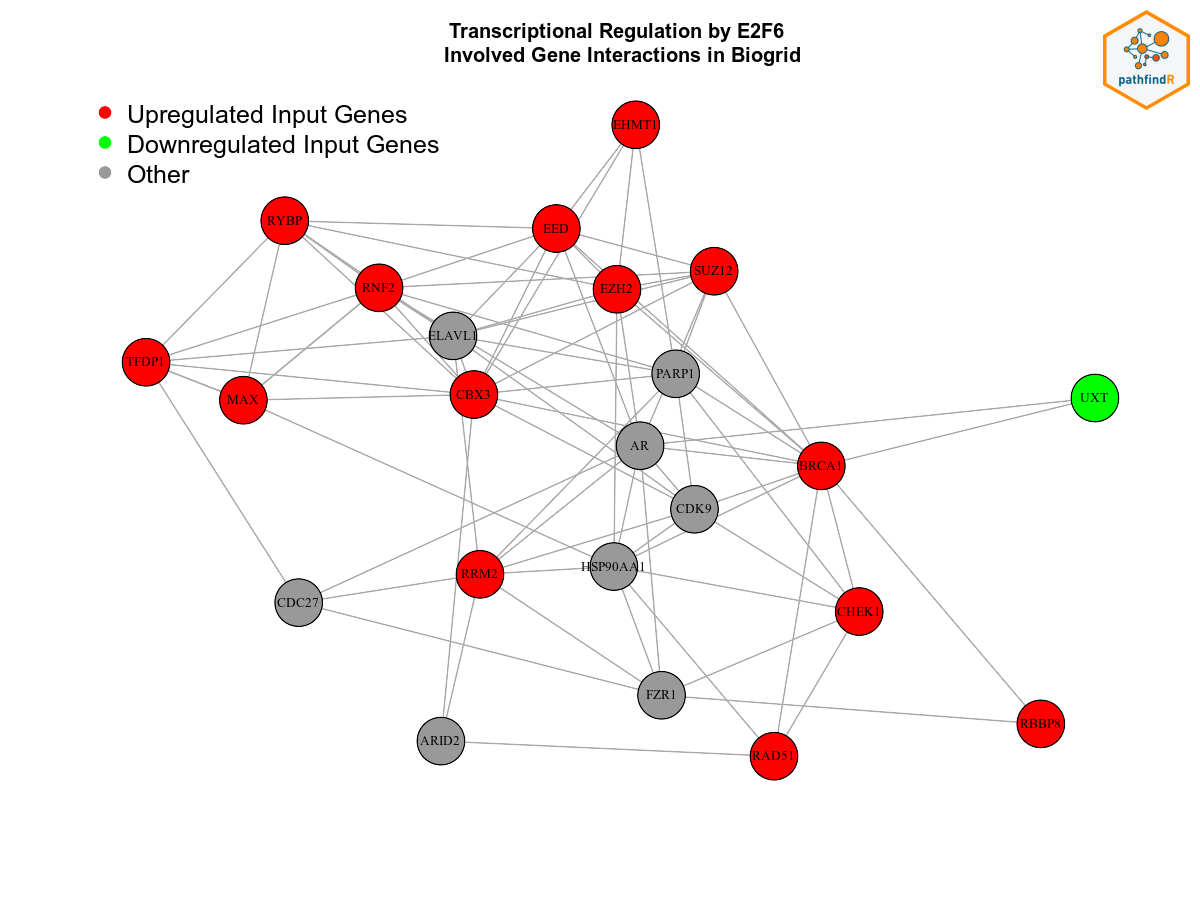 Transcriptional Regulation by E2F6
Involved Gene Interactions in Biogrid
pathfindR
Upregulated Input Genes
Downregulated Input Genes
Other
EHMT1
RYBP
EED
SUZ12
RNF2
EZH2
ELAVL1
TFDP1
PARP1
MAX
CBX3
UXT
AR
BRCA1
CDK9
HSP90AA1
RRM2
CDC27
CHEK1
FZR1
RBBP8
ARID2
RAD51